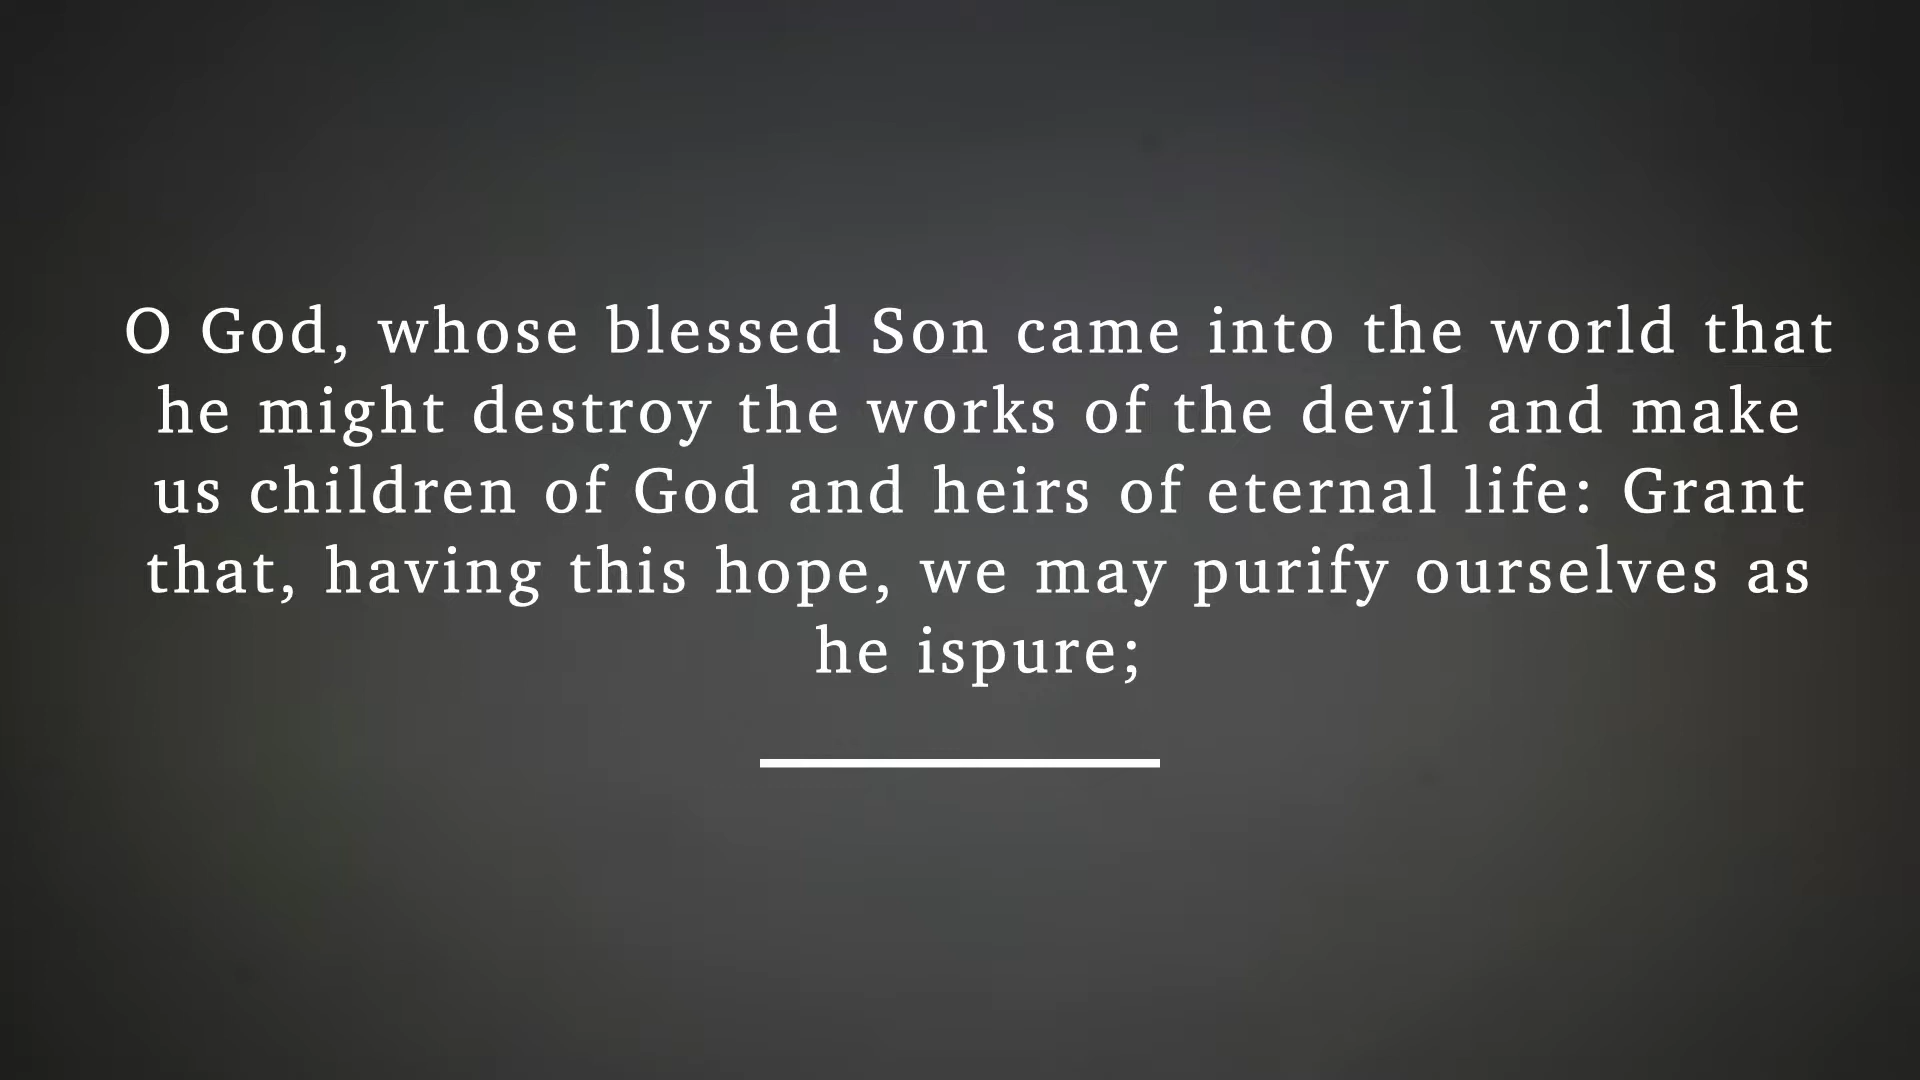 O God, whose blessed Son came into the world that
he might destroy the works of the devil and make
us children of God and heirs of eternal life: Grant
that, having this hope, we may purify ourselves as
he ispure;